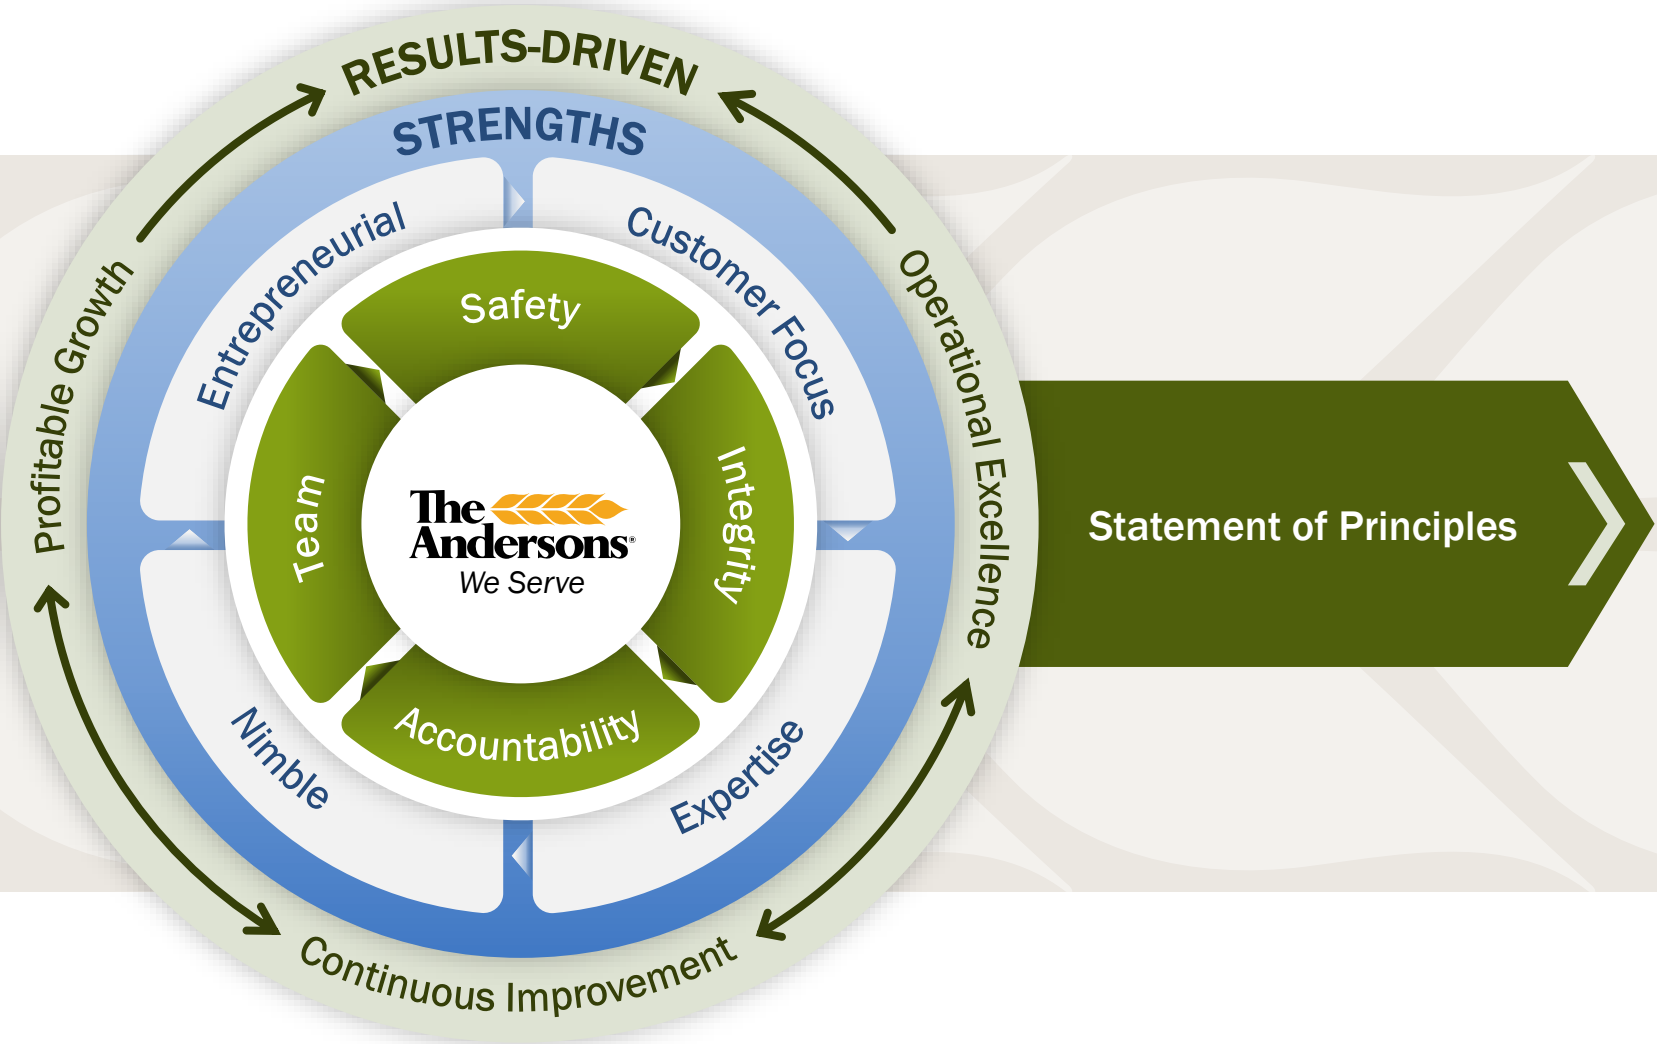 RESULTS-DRIVEN
STRENGTHS
Entrepreneurial
Customer Focus
Profitable Growth
Operational Excellence
Safety
Team
Integrity
The
Andersons®
We Serve
Accountability
Nimble
Expertise
Continuous Improvement
Statement of Principles